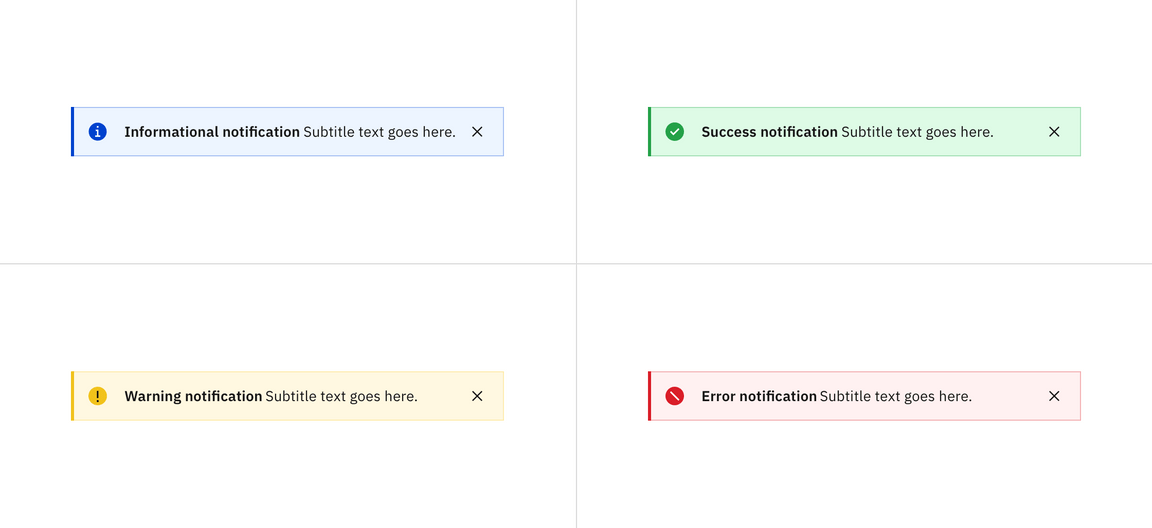 Informational notification Subtitle text goes here.
Success notification Subtitle text goes here.
Warning notification Subtitle text goes here.
Error notification Subtitle text goes here.